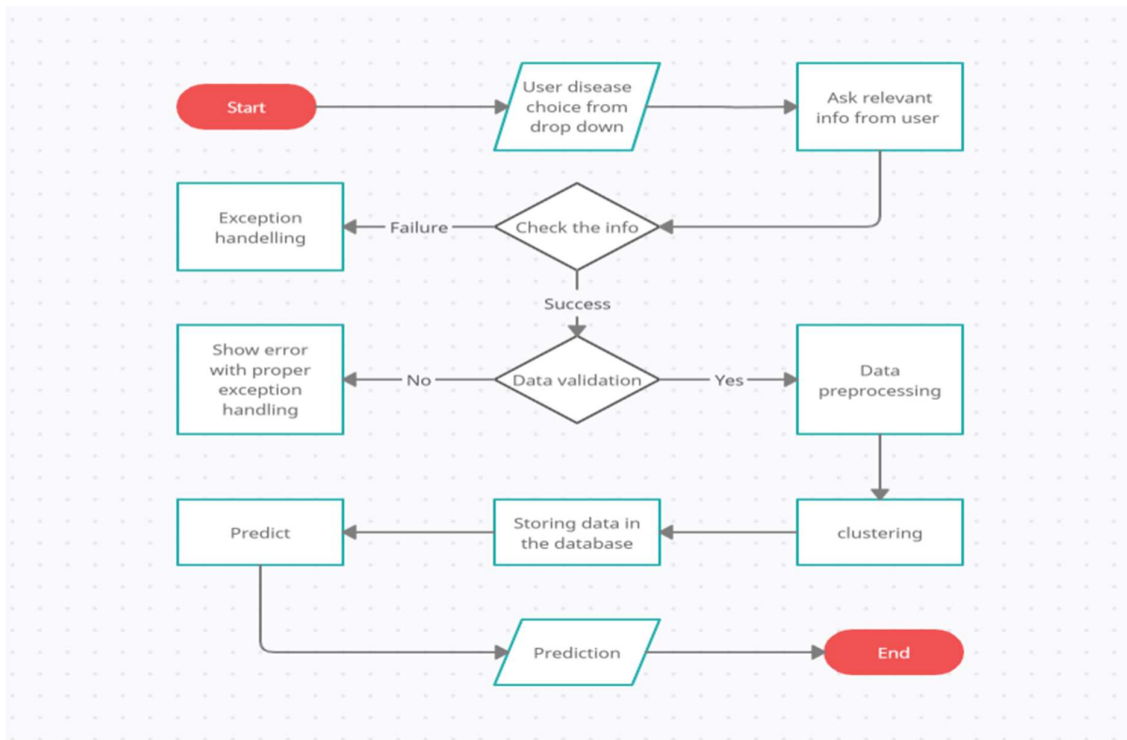 Start
User disease
choice from
drop down
Ask relevant
info from user
Exception
handelling
Failure
Check the info
Success
Show error
with proper
exception
handling
No
Data validation
Yes
Data
preprocessing
Predict
Storing data in
the database
clustering
Prediction
End